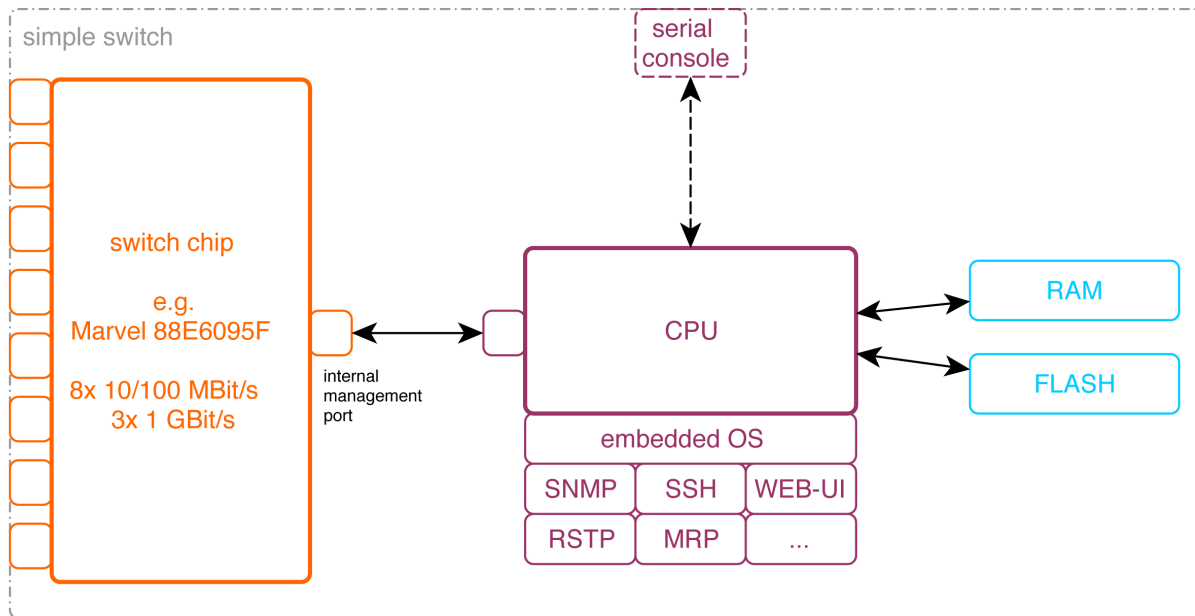 simple switch
serial
console
switch chip
e.g.
Marvel 88E6095F
8x 10/100 MBit/s
3x 1 GBit/s
internal
management
port
CPU
RAM
FLASH
embedded OS
SNMP
SSH
WEB-UI
RSTP
MRP
...